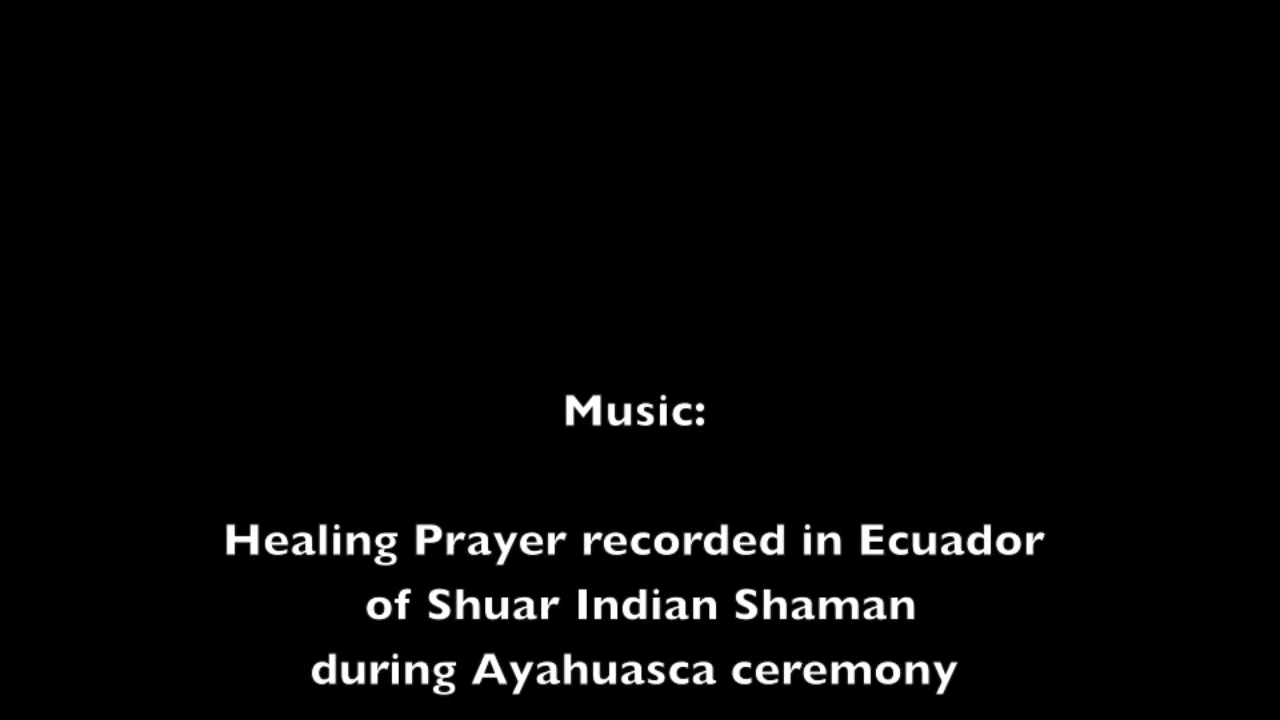 Music:
Healing Prayer recorded in Ecuador
of Shuar Indian Shaman
during Ayahuasca ceremony